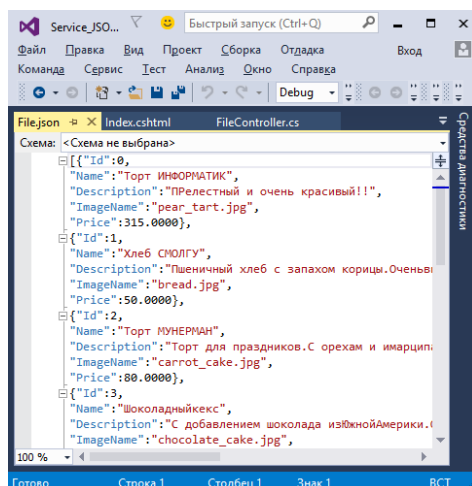 Service_JSO...
Быстрый запуск (Ctrl+Q)
Файл Правка Вид Проект Сборка Отладка Вход
Команда Сервис Тест Анализ Окно Справка
Debug
File.json Index.cshtml FileController.cs
Средства диагностики
Схема: <Схема не выбрана>
[{"Id":0,
"Name":"Торт ИНФОРМАТИК",
"Description":"ПРелестный и очень красивый!!",
"ImageName":"pear_tart.jpg",
"Price":315.0000},
{"Id":1,
"Name":"Хлеб СМОЛГУ",
"Description":"Пшеничный хлеб с запахом корицы.Оченьв
"ImageName":"bread.jpg",
"Price":50.0000},
{"Id":2,
"Name":"Торт МУНЕРМАН",
"Description":"Торт для праздников.С орехам и имарципа
"ImageName":"carrot_cake.jpg",
"Price":80.0000},
{"Id":3,
"Name":"Шоколадныйкекс",
"Description":"С добавлением шоколада изЮжнойАмерики.
"ImageName":"chocolate_cake.jpg",
100 %
Готово Строка 1 Столбец 1 Знак 1 ВСТ